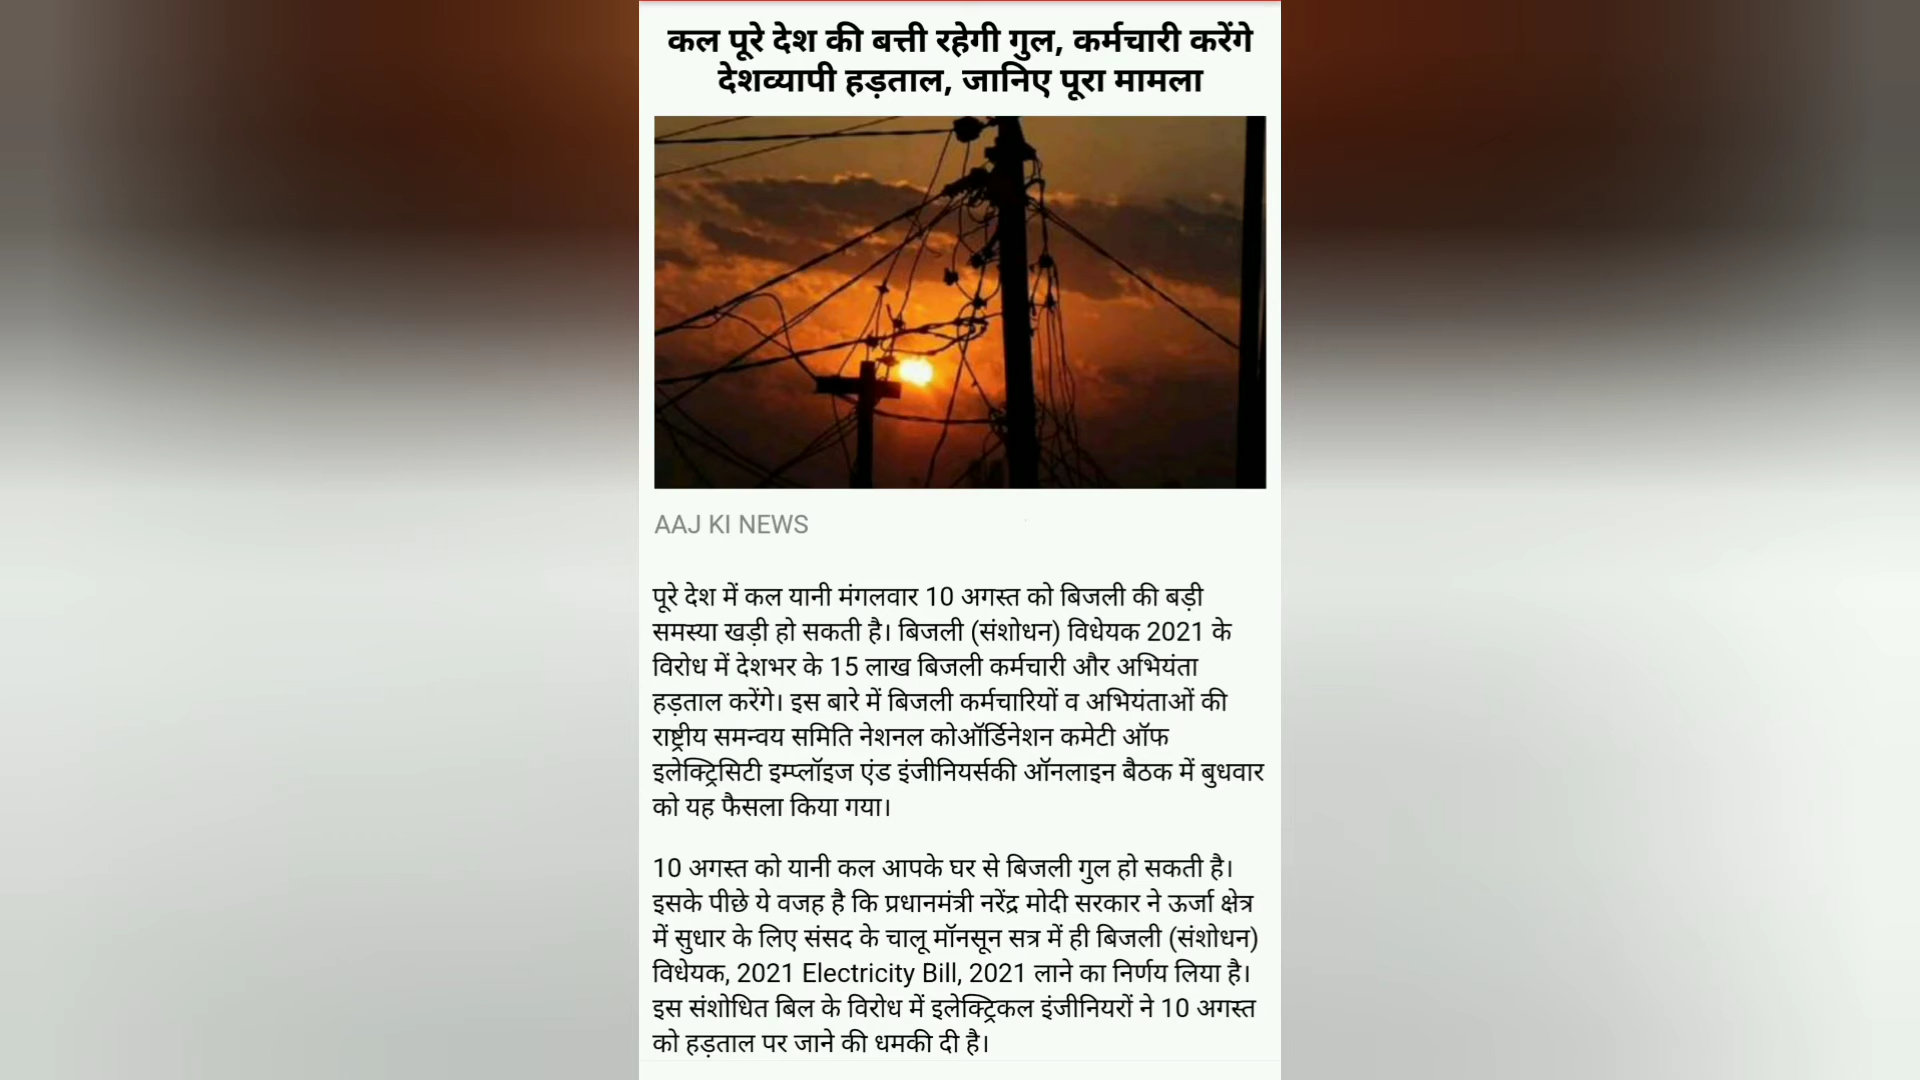 कल पूरे देश की बत्ती रहेगी गुल, कर्मचारी करेंगे
देशव्यापी हड़ताल, जानिए पूरा मामला
AAJ KI NEWS
पूरे देश में कल यानी मंगलवार 10 अगस्त को बिजली की बड़ी
समस्या खड़ी हो सकती है। बिजली (संशोधन) विधेयक 2021 के
विरोध में देशभर के 15 लाख बिजली कर्मचारी और अभियंता
हड़ताल करेंगे। इस बारे में बिजली कर्मचारियों व अभियंताओं की
राष्ट्रीय समन्वय समिति नेशनल कोऑर्डिनेशन कमेटी ऑफ
इलेक्ट्रिसिटी इम्प्लॉइज एंड इंजीनियर्सकी ऑनलाइन बैठक में बुधवार
को यह फैसला किया गया।
10 अगस्त को यानी कल आपके घर से बिजली गुल हो सकती है।
इसके पीछे ये वजह है कि प्रधानमंत्री नरेंद्र मोदी सरकार ने ऊर्जा क्षेत्र
में सुधार के लिए संसद के चालू मॉनसून सत्र में ही बिजली (संशोधन)
विधेयक, 2021 Electricity Bill, 2021 लाने का निर्णय लिया है।
इस संशोधित बिल के विरोध में इलेक्ट्रिकल इंजीनियरों ने 10 अगस्त
को हड़ताल पर जाने की धमकी दी है।